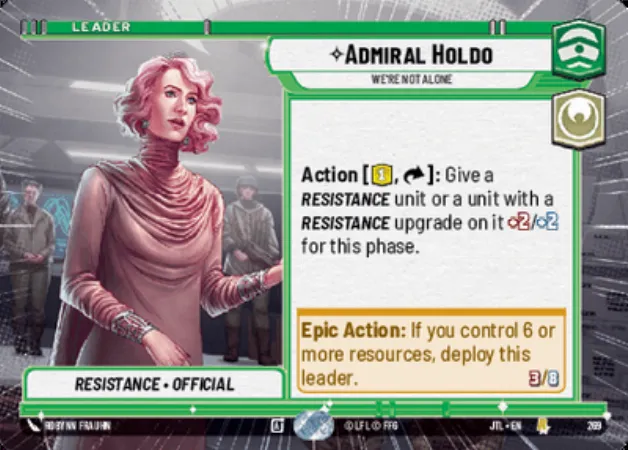 LEADER
ADMIRAL HOLDO
WE'RE NOT ALONE
Action [1, ]: Give a
RESISTANCE unit or a unit with a
RESISTANCE upgrade on it +2/+2
for this phase.
Epic Action: If you control 6 or
more resources, deploy this
leader.
3/8
RESISTANCE • OFFICIAL
ROBYNN FRAUHN
© LFL © FFG
JTL • EN
269